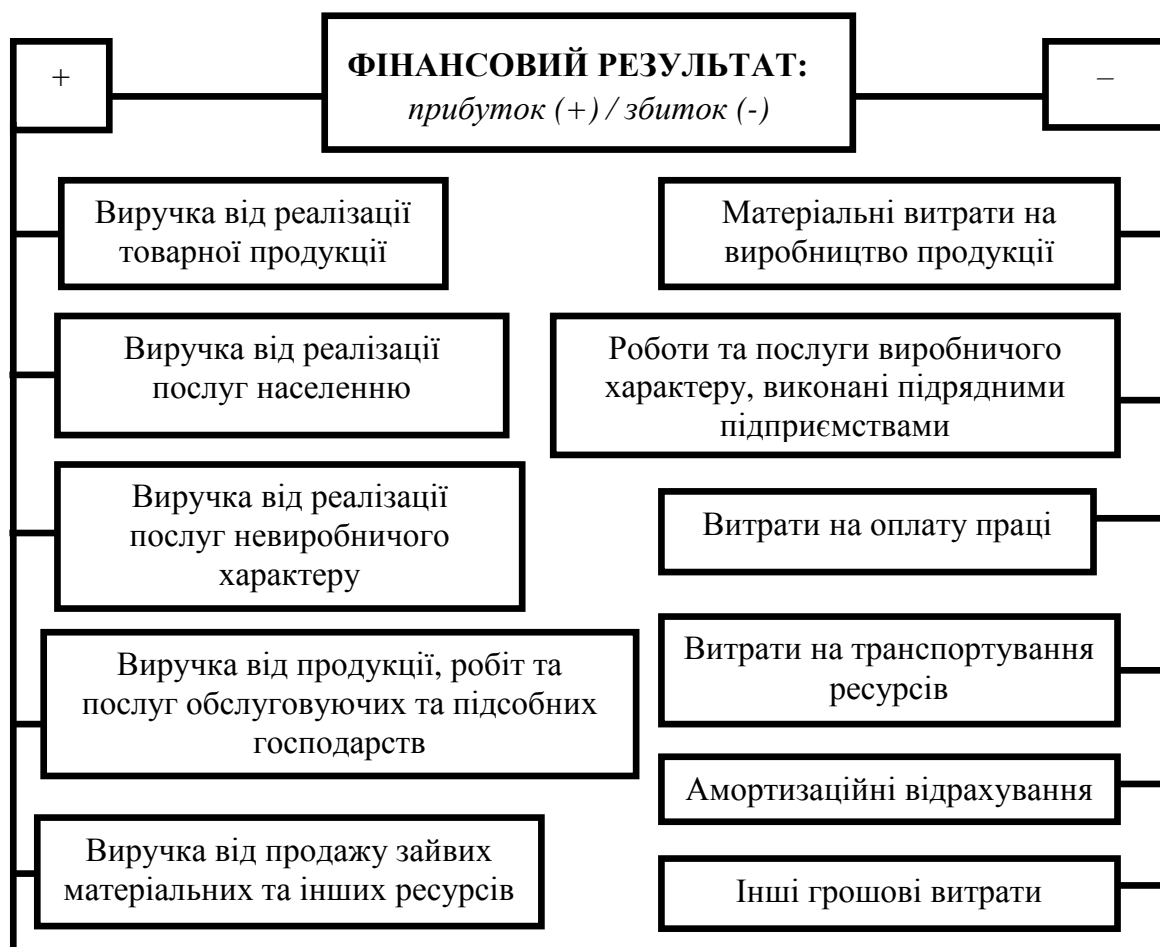 +
ФІНАНСОВИЙ РЕЗУЛЬТАТ:
прибуток (+) / збиток (-)
–
Виручка від реалізації
товарної продукції
Виручка від реалізації
послуг населенню
Виручка від реалізації
послуг невиробничого
характеру
Виручка від продукції, робіт та
послуг обслуговуючих та підсобних
господарств
Виручка від продажу зайвих
матеріальних та інших ресурсів
Матеріальні витрати на
виробництво продукції
Роботи та послуги виробничого
характеру, виконані підрядними
підприємствами
Витрати на оплату праці
Витрати на транспортування
ресурсів
Амортизаційні відрахування
Інші грошові витрати